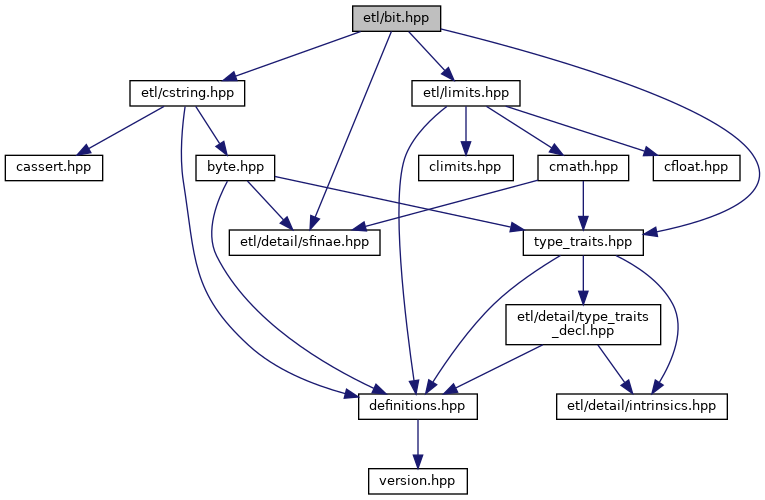 etl/bit.hpp
etl/cstring.hpp
etl/limits.hpp
cassert.hpp
byte.hpp
climits.hpp
cmath.hpp
cfloat.hpp
etl/detail/sfinae.hpp
type_traits.hpp
etl/detail/type_traits
_decl.hpp
definitions.hpp
etl/detail/intrinsics.hpp
version.hpp